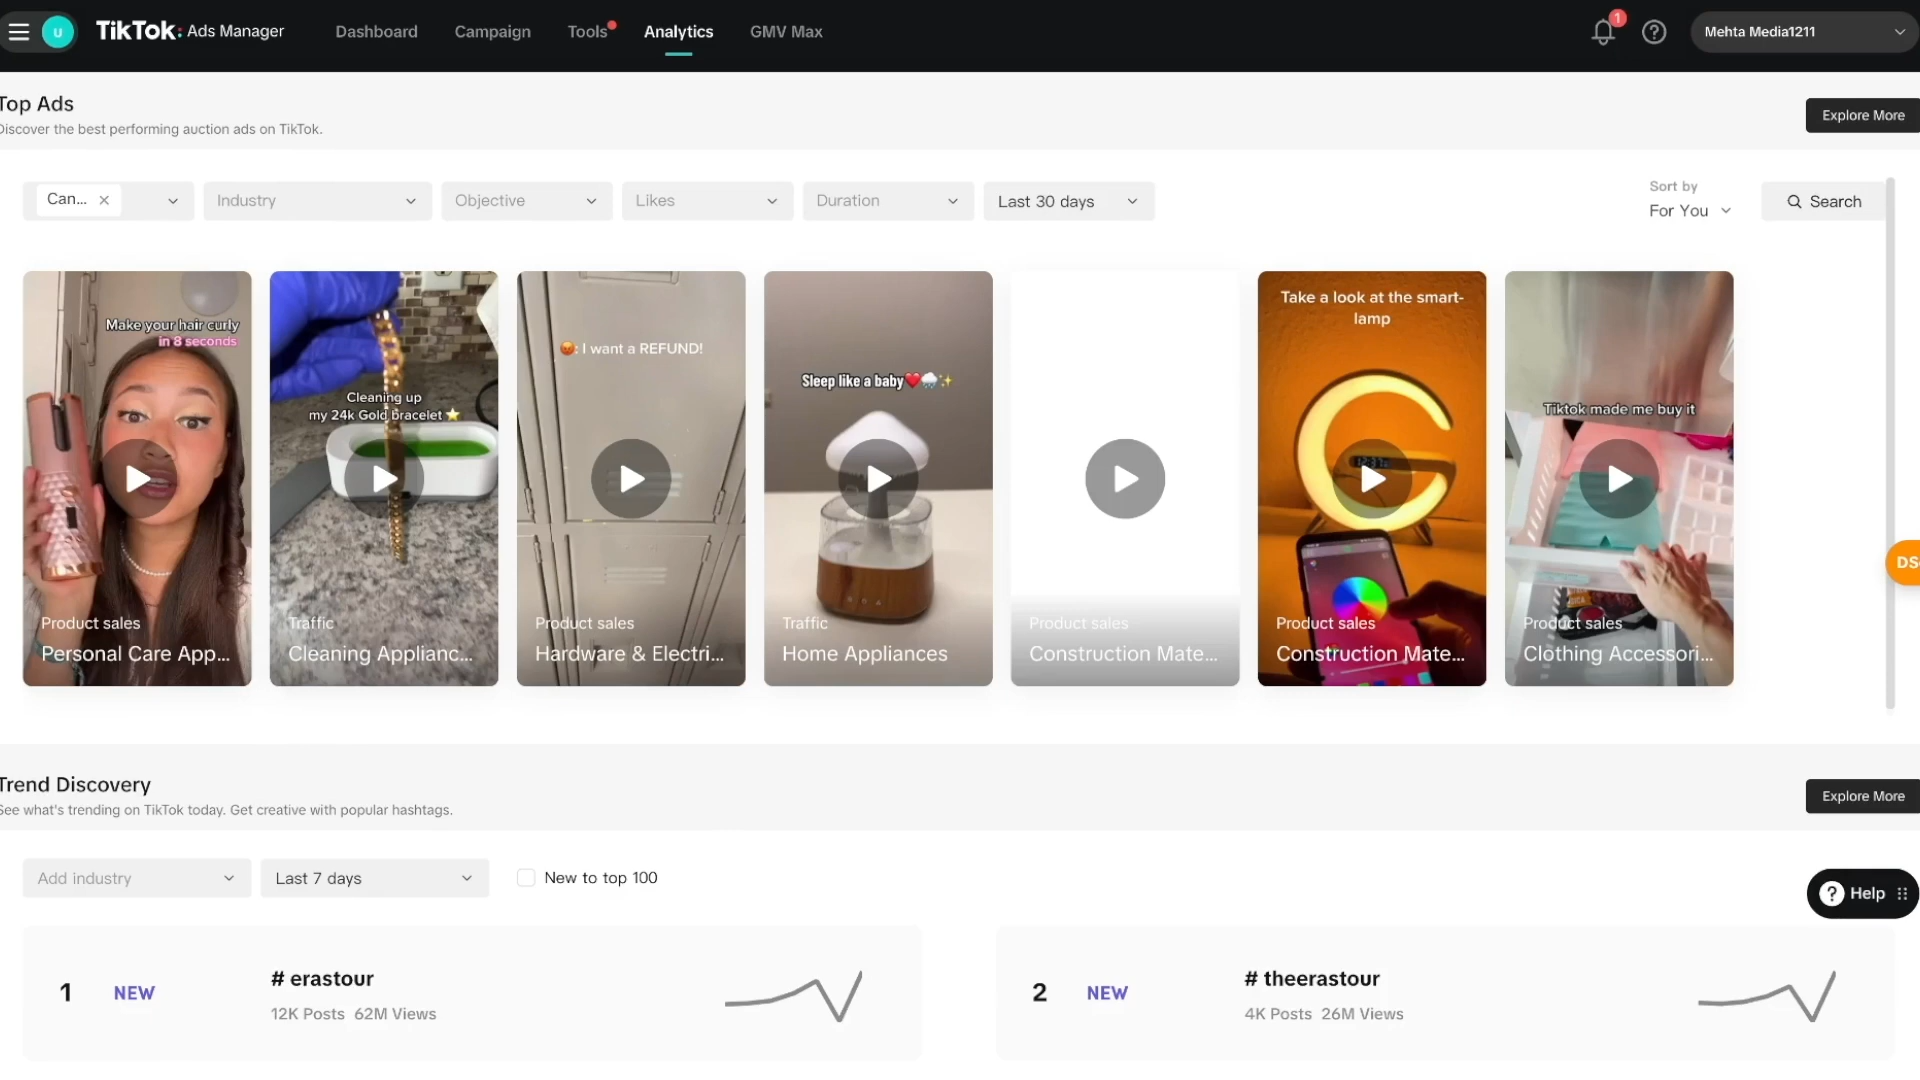 U
TikTok: Ads Manager
Dashboard
Campaign
Tools
Analytics
GMV Max
1
Mehta Media1211
Top Ads
Discover the best performing auction ads on TikTok.
Explore More
Can...
Industry
Objective
Likes
Duration
Last 30 days
Sort by
For You
Search
Make your hair curly
in 8 seconds
Product sales
Personal Care App...
Cleaning up
my 24k Gold bracelet
Traffic
Cleaning Applianc...
: I want a REFUND!
Product sales
Hardware & Electri...
Sleep like a baby
Traffic
Home Appliances
Product sales
Construction Mate...
Take a look at the smart-
lamp
Product sales
Construction Mate...
Tiktok made me buy it
Product sales
Clothing Accessori...
DS
Trend Discovery
See what's trending on TikTok today. Get creative with popular hashtags.
Explore More
Add industry
Last 7 days
New to top 100
Help
1
NEW
# erastour
12K Posts 62M Views
2
NEW
# theerastour
4K Posts 26M Views